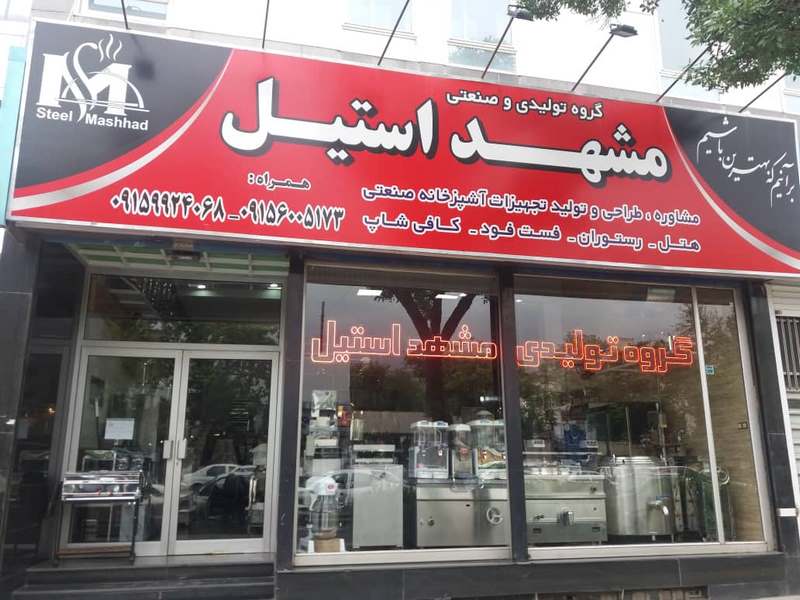 گروه تولیدی و صنعتی
مشهد استیل
مشاوره ، طراحی و تولید تجهیزات آشپزخانه صنعتی
هتل ـ رستوران ـ فست فود ـ کافی شاپ
همراه :
۰۹۱۵۶۰۰۵۱۷۳ ـ ۰۹۱۵۹۹۲۴۰۶۸
برآنیم که بهترین باشیم
SM
Steel Mashhad
گروه تولیدی مشهد استیل